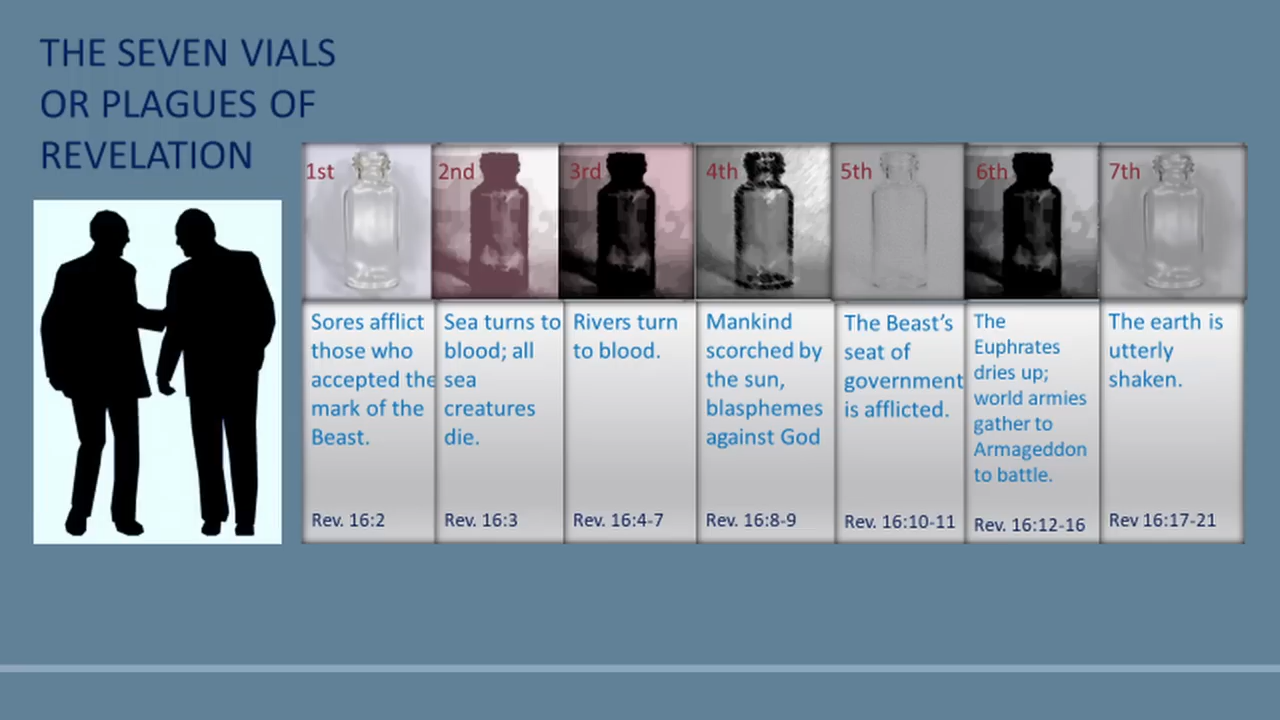 THE SEVEN VIALS
OR PLAGUES OF
REVELATION
1st
2nd
3rd
4th
5th
6th
7th
Sores afflict
those who
accepted the
mark of the
Beast.
Rev. 16:2
Sea turns to
blood; all
sea
creatures
die.
Rev. 16:3
Rivers turn
to blood.
Rev. 16:4-7
Mankind
scorched by
the sun,
blasphemes
against God
Rev. 16:8-9
The Beast’s
seat of
government
is afflicted.
Rev. 16:10-11
The
Euphrates
dries up;
world armies
gather to
Armageddon
to battle.
Rev. 16:12-16
The earth is
utterly
shaken.
Rev 16:17-21